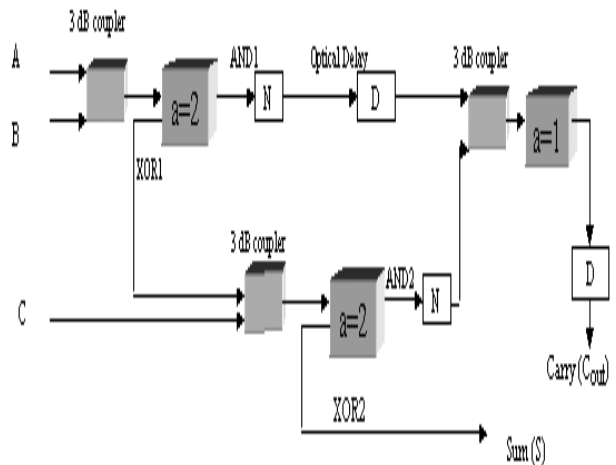 3 dB coupler
A
B
a=2
AND1
N
Optical Delay
D
3 dB coupler
a=1
XOR1
3 dB coupler
C
a=2
AND2
N
D
Carry (Cout)
XOR2
Sum (S)